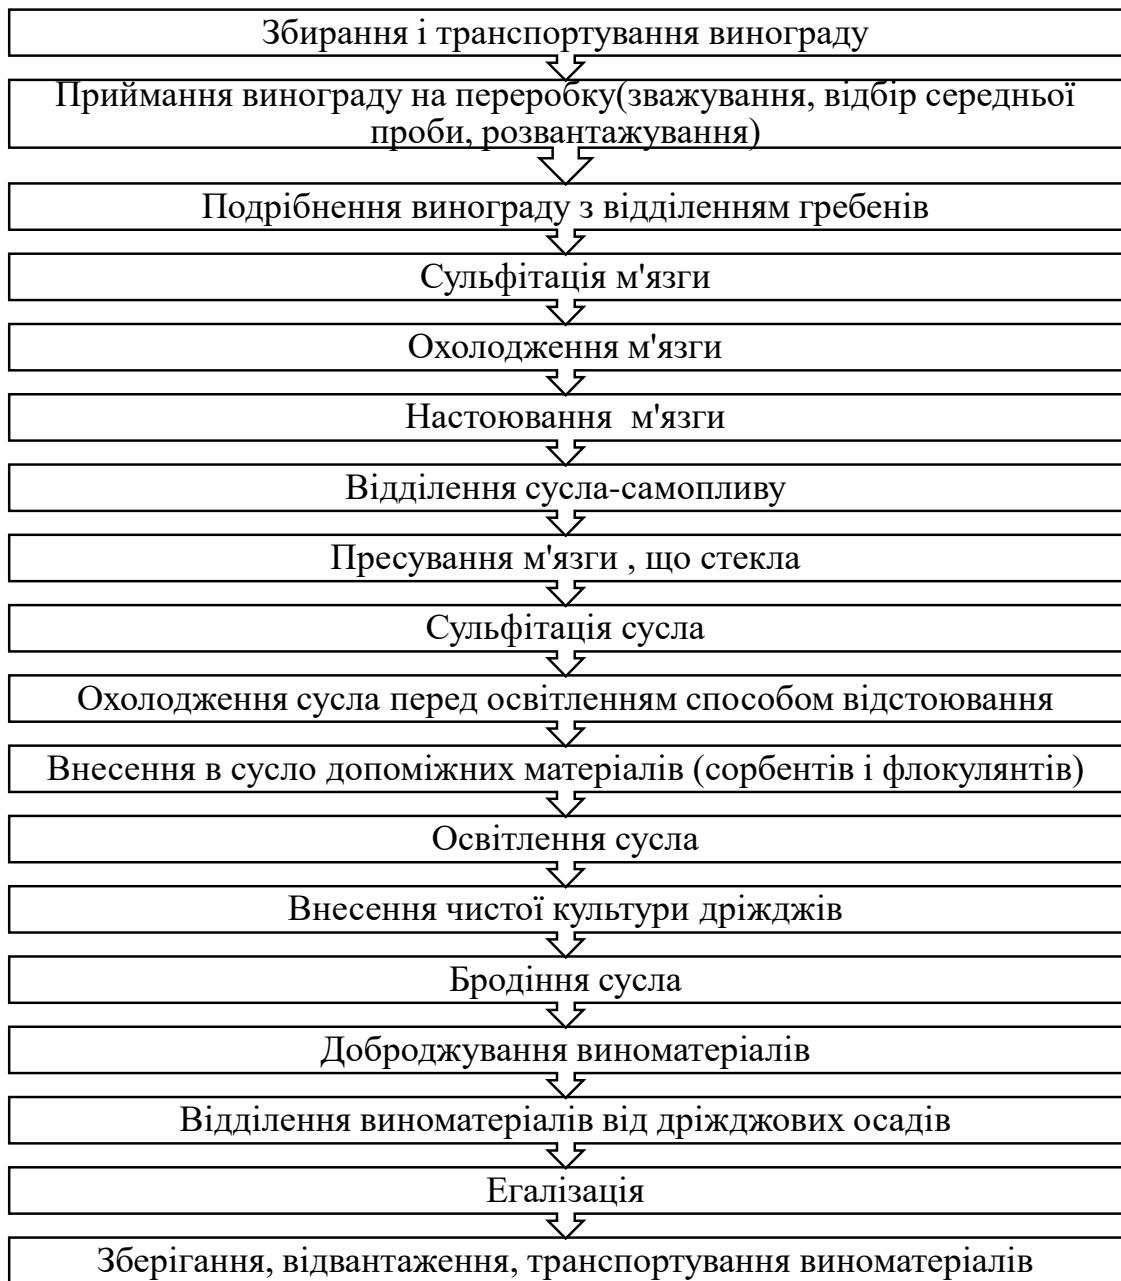 Збирання і транспортування винограду
Приймання винограду на переробку(зважування, відбір середньої
проби, розвантажування)
Подрібнення винограду з відділенням гребенів
Сульфітація м'язги
Охолодження м'язги
Настоювання  м'язги
Відділення сусла-самопливу
Пресування м'язги , що стекла
Сульфітація сусла
Охолодження сусла перед освітленням способом відстоювання
Внесення в сусло допоміжних матеріалів (сорбентів і флокулянтів)
Освітлення сусла
Внесення чистої культури дріжджів
Бродіння сусла
Доброджування виноматеріалів
Відділення виноматеріалів від дріжджових осадів
Егалізація
Зберігання, відвантаження, транспортування виноматеріалів